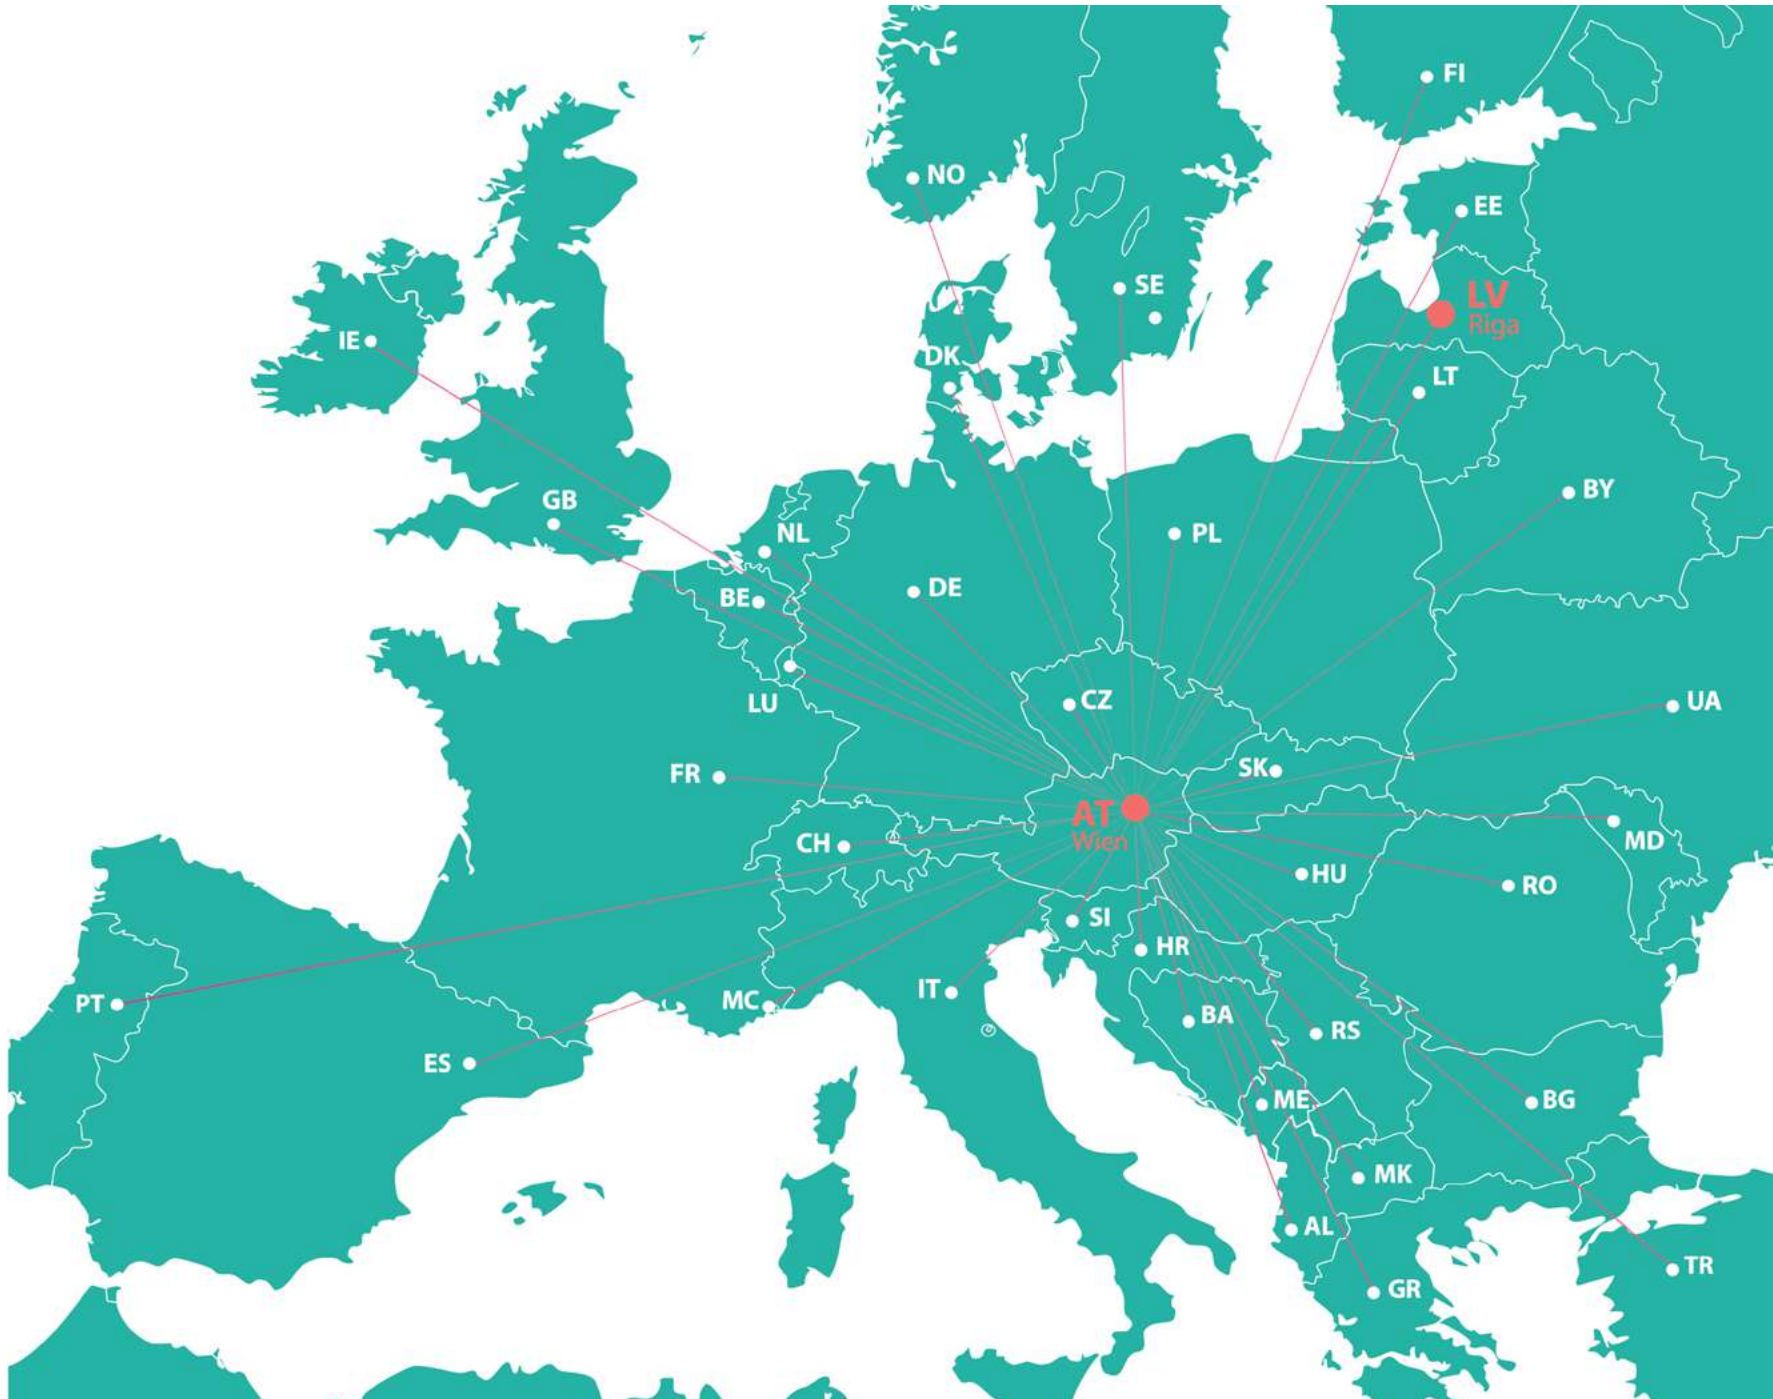 FI
NO
EE
SE
LV
Riga
IE
DK
LT
GB
BY
NL
PL
DE
BE
LU
CZ
UA
FR
SK
AT
Wien
CH
MD
HU
RO
SI
HR
IT
MC
PT
BA
RS
ES
ME
BG
MK
AL
TR
GR